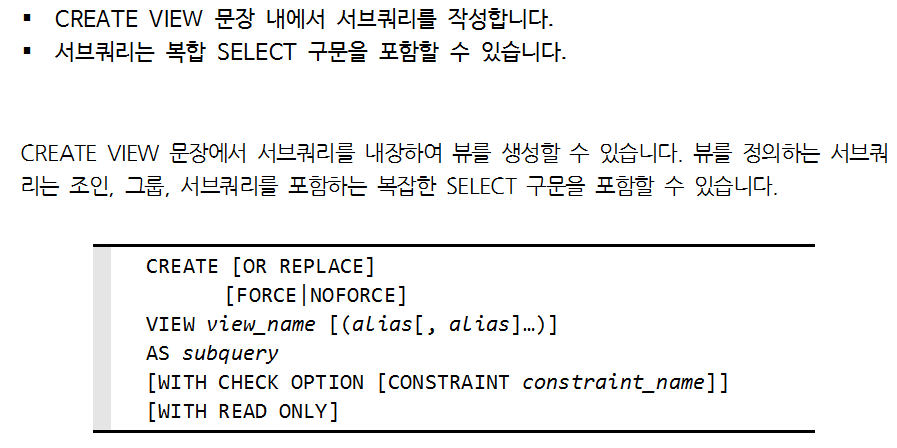 ▪ CREATE VIEW 문장 내에서 서브쿼리를 작성합니다.
▪ 서브쿼리는 복합 SELECT 구문을 포함할 수 있습니다.
CREATE VIEW 문장에서 서브쿼리를 내장하여 뷰를 생성할 수 있습니다. 뷰를 정의하는 서브쿼
리는 조인, 그룹, 서브쿼리를 포함하는 복잡한 SELECT 구문을 포함할 수 있습니다.
CREATE [OR REPLACE]
[FORCE|NOFORCE]
VIEW view_name [(alias[, alias]…)]
AS subquery
[WITH CHECK OPTION [CONSTRAINT constraint_name]]
[WITH READ ONLY]